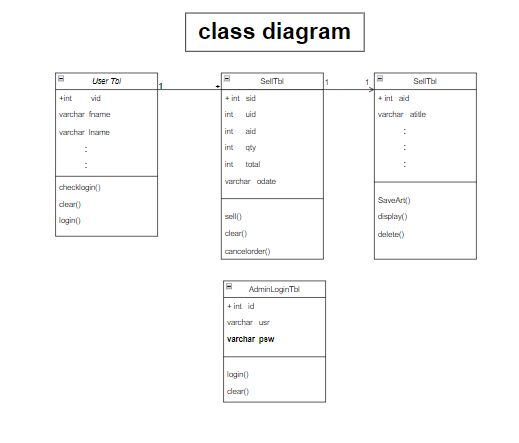 class diagram
User Tbl
+int vid
varchar fname
varchar lname
:
:
checklogin()
clear()
login()
1
*
SellTbl
+ int sid
int uid
int aid
int qty
int total
varchar odate
sell()
clear()
cancelorder()
1
1
SellTbl
+ int aid
varchar atitle
:
:
:
SaveArt()
display()
delete()
AdminLoginTbl
+ int id
varchar usr
varchar psw
login()
clear()